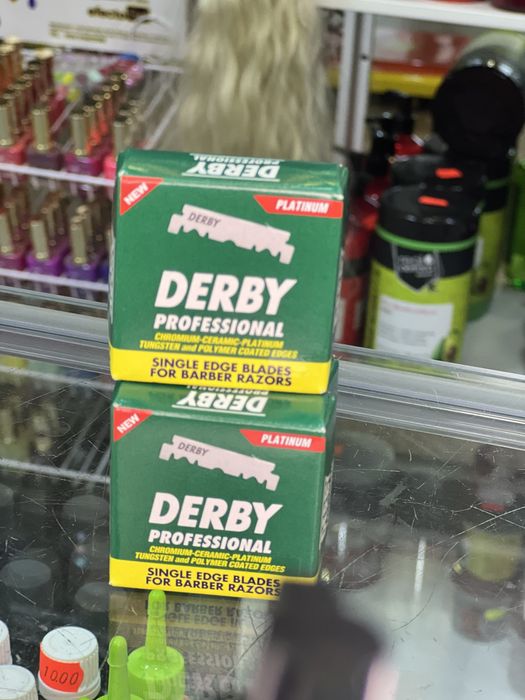 DERBY
PROFESSIONAL
NEW
PLATINUM
DERBY
DERBY
PROFESSIONAL
CHROMIUM-CERAMIC-PLATINUM
TUNGSTEN and POLYMER COATED EDGES
SINGLE EDGE BLADES
FOR BARBER RAZORS
DERBY
NEW
PLATINUM
DERBY
DERBY
PROFESSIONAL
CHROMIUM-CERAMIC-PLATINUM
TUNGSTEN and POLYMER COATED EDGES
SINGLE EDGE BLADES
FOR BARBER RAZORS
1000